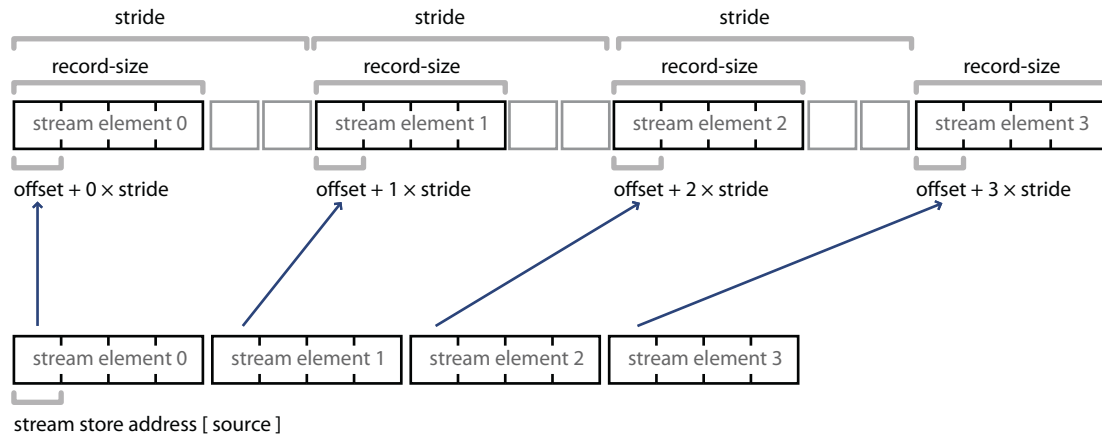 stride stride stride
record-size record-size record-size record-size
stream element 0 stream element 1 stream element 2 stream element 3
offset + 0 × stride offset + 1 × stride offset + 2 × stride offset + 3 × stride
stream element 0 stream element 1 stream element 2 stream element 3
stream store address [ source ]